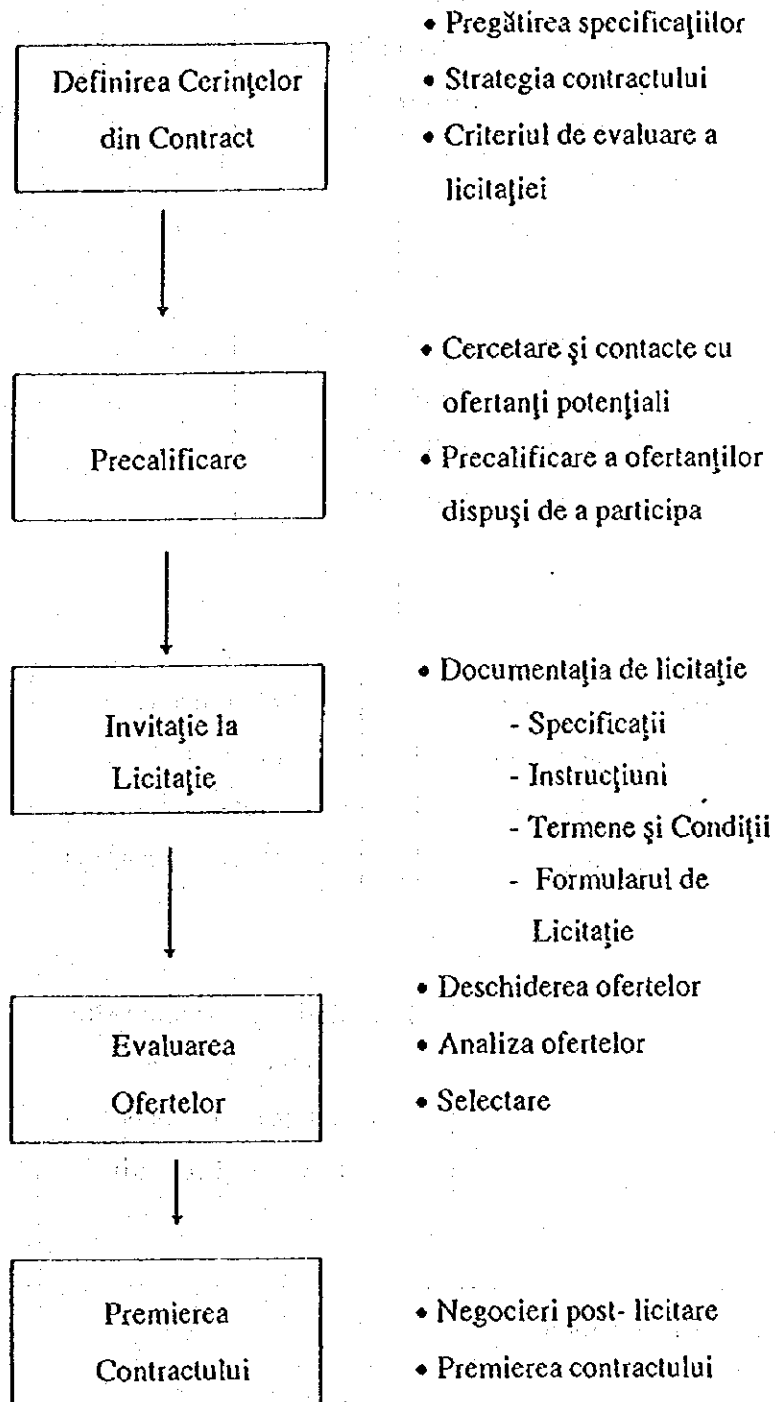 Definirea Cerinţelor
din Contract
• Pregătirea specificaţiilor
• Strategia contractului
• Criteriul de evaluare a
licitaţiei
Precalificare
• Cercetare şi contacte cu
ofertanţi potenţiali
• Precalificare a ofertanţilor
dispuşi de a participa
Invitaţie la
Licitaţie
• Documentaţia de licitaţie
- Specificaţii
- Instrucţiuni
- Termene şi Condiţii
- Formularul de
Licitaţie
Evaluarea
Ofertelor
• Deschiderea ofertelor
• Analiza ofertelor
• Selectare
Premierea
Contractului
• Negocieri post- licitare
• Premierea contractului